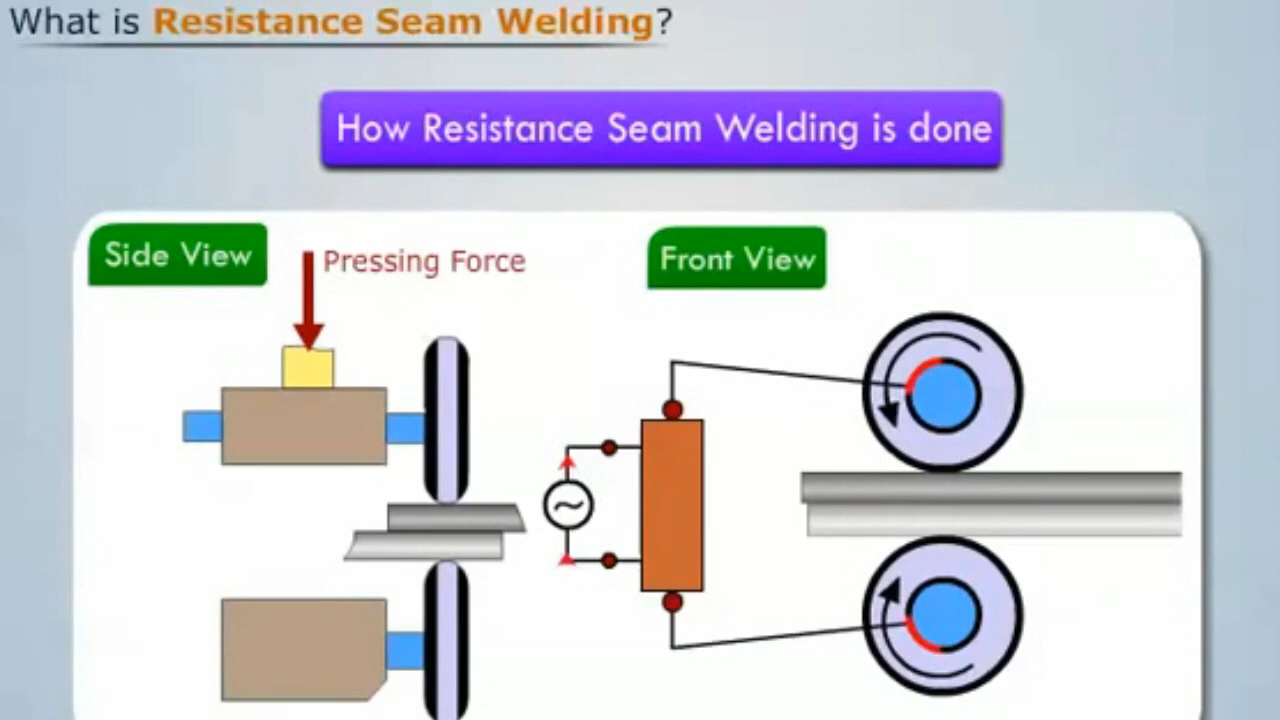 What is Resistance Seam Welding?
How Resistance Seam Welding is done
Side View
Pressing Force
Front View